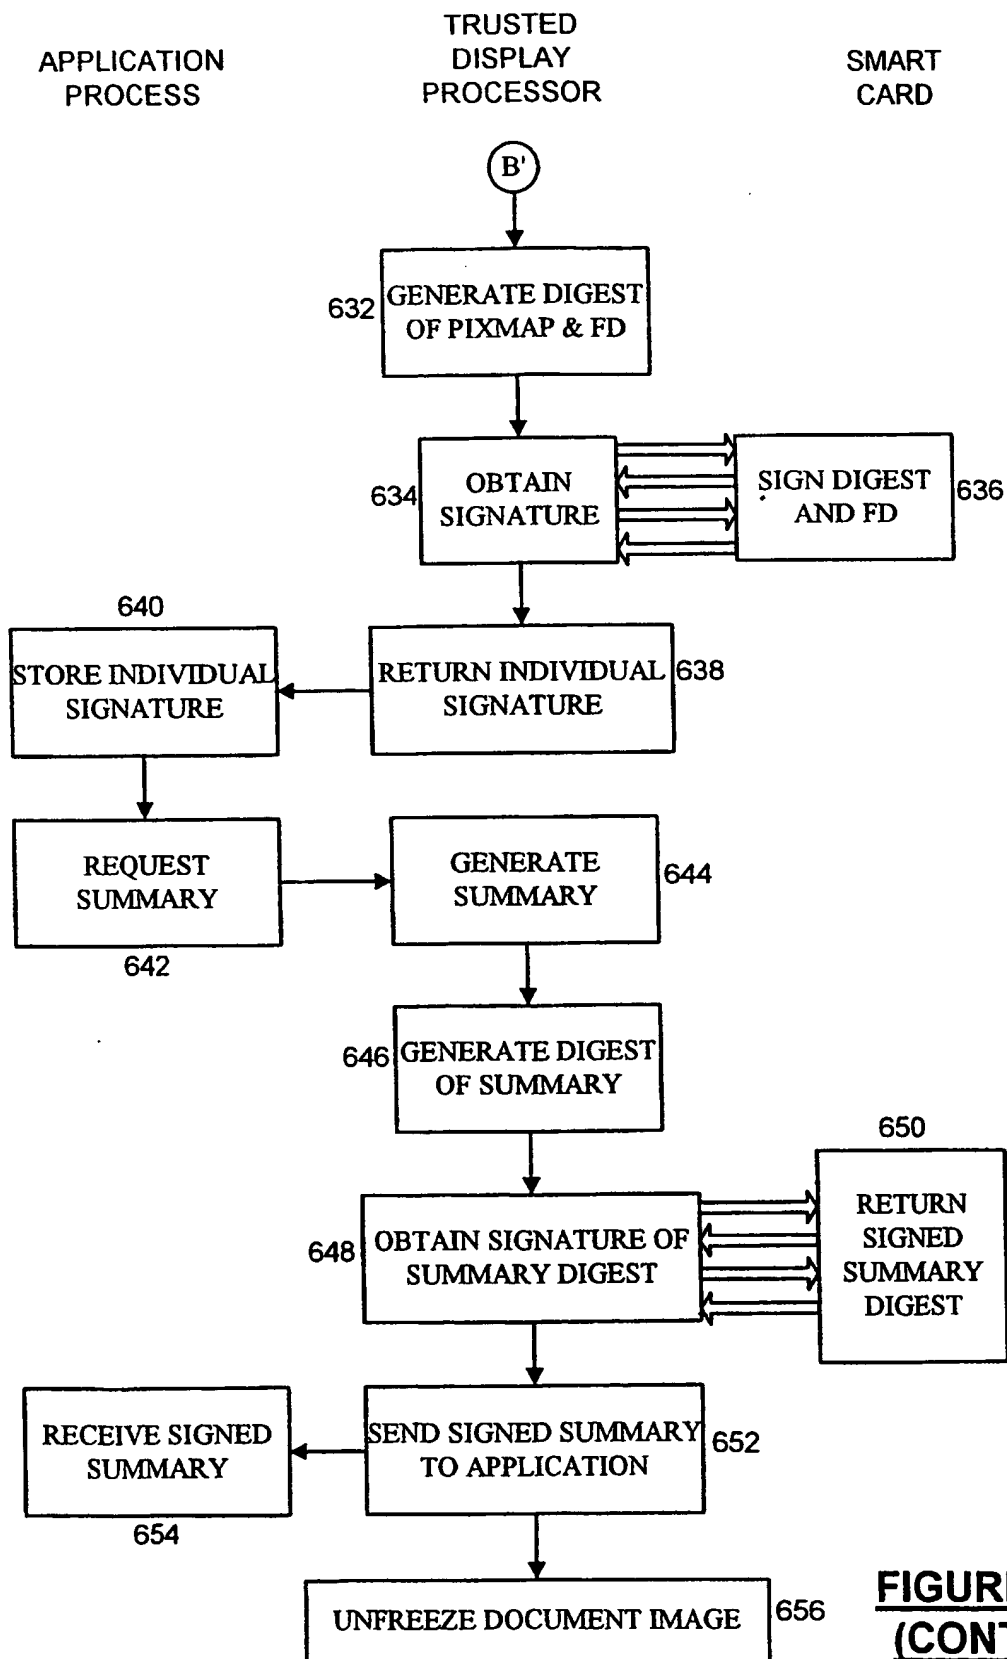 APPLICATION
PROCESS
TRUSTED
DISPLAY
PROCESSOR
SMART
CARD
B'
632
GENERATE DIGEST
OF PIXMAP & FD
634
OBTAIN
SIGNATURE
SIGN DIGEST
AND FD
636
640
STORE INDIVIDUAL
SIGNATURE
RETURN INDIVIDUAL
SIGNATURE
638
REQUEST
SUMMARY
642
GENERATE
SUMMARY
644
646
GENERATE DIGEST
OF SUMMARY
648
OBTAIN SIGNATURE OF
SUMMARY DIGEST
650
RETURN
SIGNED
SUMMARY
DIGEST
RECEIVE SIGNED
SUMMARY
654
SEND SIGNED SUMMARY
TO APPLICATION
652
UNFREEZE DOCUMENT IMAGE
656
FIGURE
(CONT